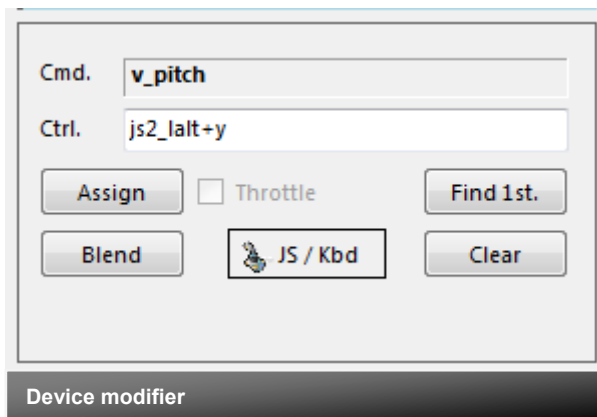 Cmd. v_pitch
Ctrl. js2_lalt+y
Assign Throttle Find 1st.
Blend JS / Kbd Clear
Device modifier